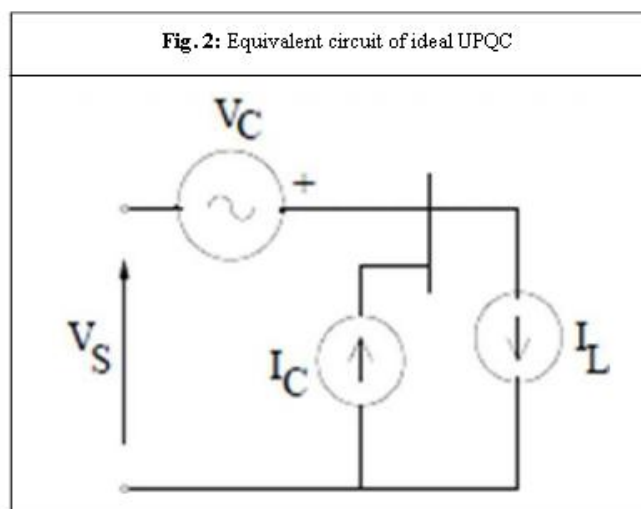 Fig. 2: Equivalent circuit of ideal UPQC
VC
+
VS
IC
IL